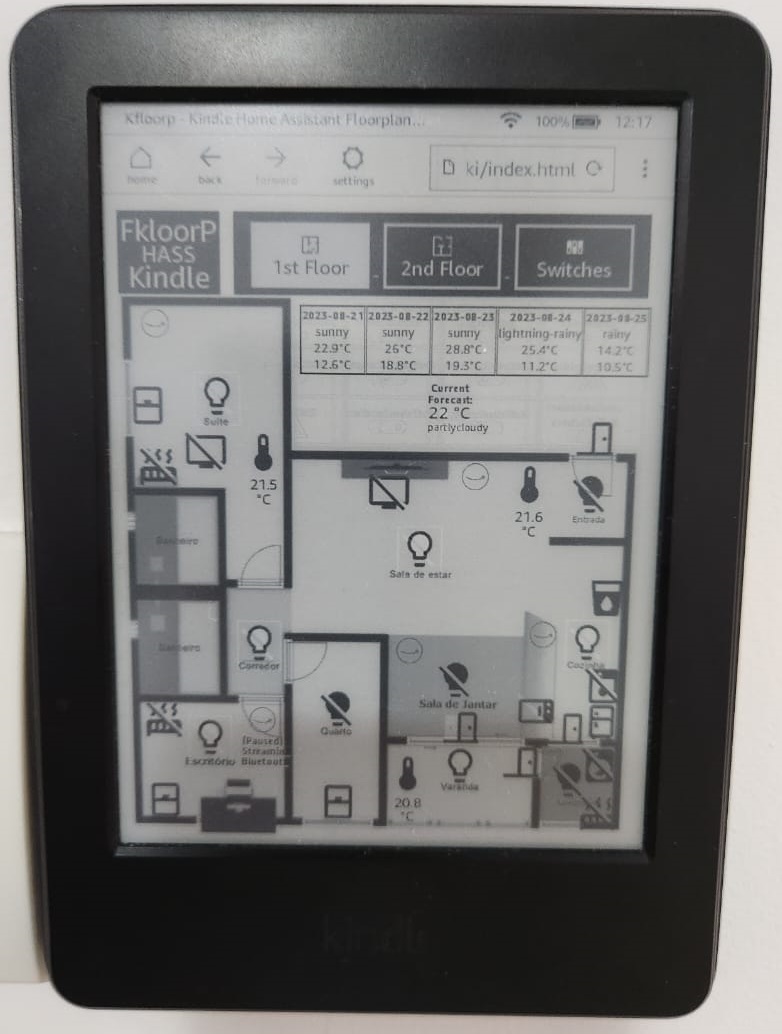 Kfloorp - Kindle Home Assistant Floorplan... 100% 12:17
home back forward settings ki/index.html
FkloorP
HASS
Kindle
1st Floor 2nd Floor Switches
2023-08-21 2023-08-22 2023-08-23 2023-08-24 2023-08-25
sunny sunny sunny lightning-rainy rainy
22.9°C 26°C 28.8°C 25.4°C 14.2°C
12.6°C 18.8°C 19.3°C 11.2°C 10.5°C
Current
Forecast:
22 °C
partlycloudy
Suite
21.5
°C
21.6
°C
Entrada
Banheiro
Sala de estar
Banheiro
Corredor
Cozinha
Sala de Jantar
Quarto
Escritório
(Paused)
Streaming
Bluetooth
Varanda
20.8
°C
kindle